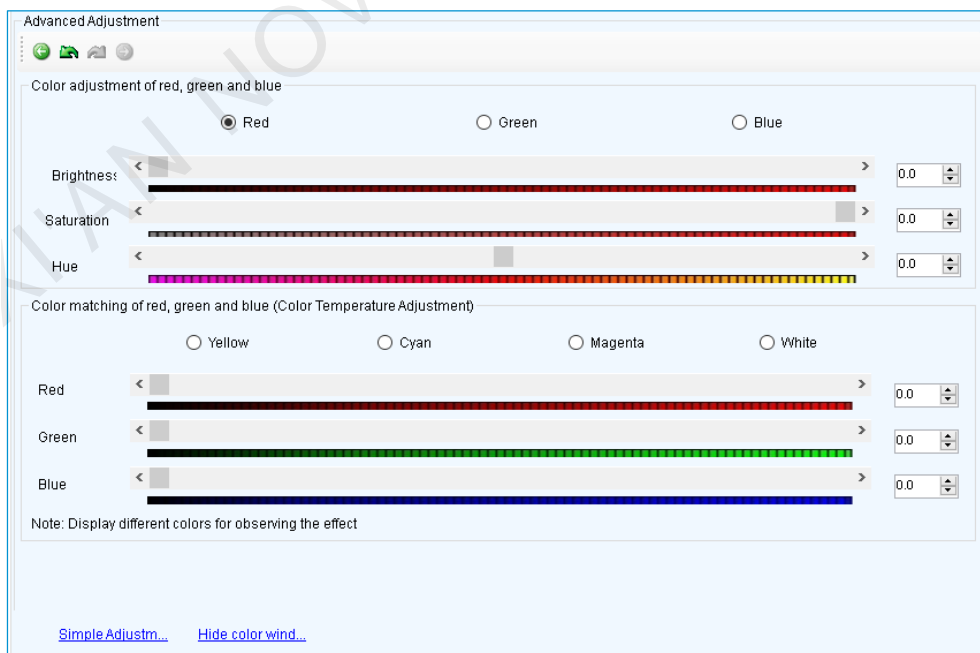 Advanced Adjustment
Color adjustment of red, green and blue
Red Green Blue
Brightness 0.0
Saturation 0.0
Hue 0.0
Color matching of red, green and blue (Color Temperature Adjustment)
Yellow Cyan Magenta White
Red 0.0
Green 0.0
Blue 0.0
Note: Display different colors for observing the effect
Simple Adjustm... Hide color wind...
XI'AN NOV